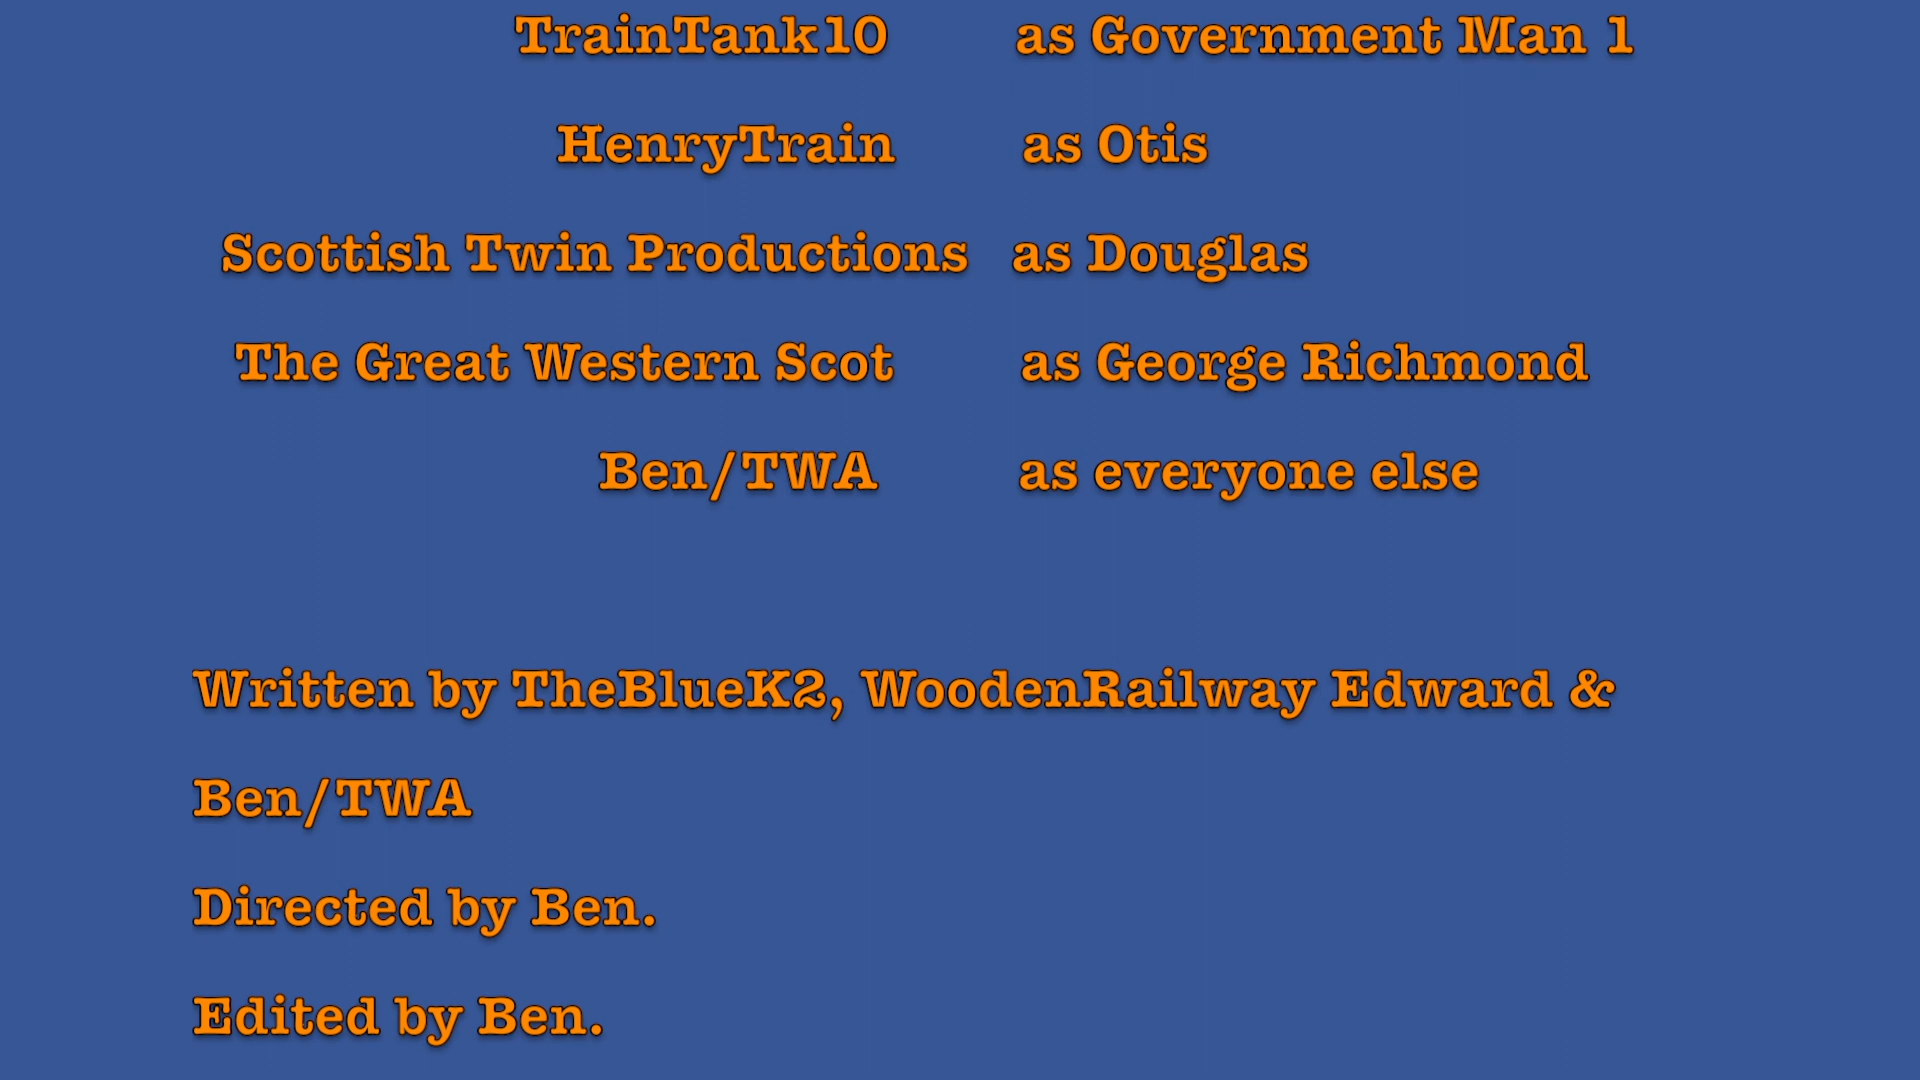 TrainTank10 as Government Man 1
HenryTrain as Otis
Scottish Twin Productions as Douglas
The Great Western Scot as George Richmond
Ben/TWA as everyone else
Written by TheBlueK2, WoodenRailway Edward &
Ben/TWA
Directed by Ben.
Edited by Ben.